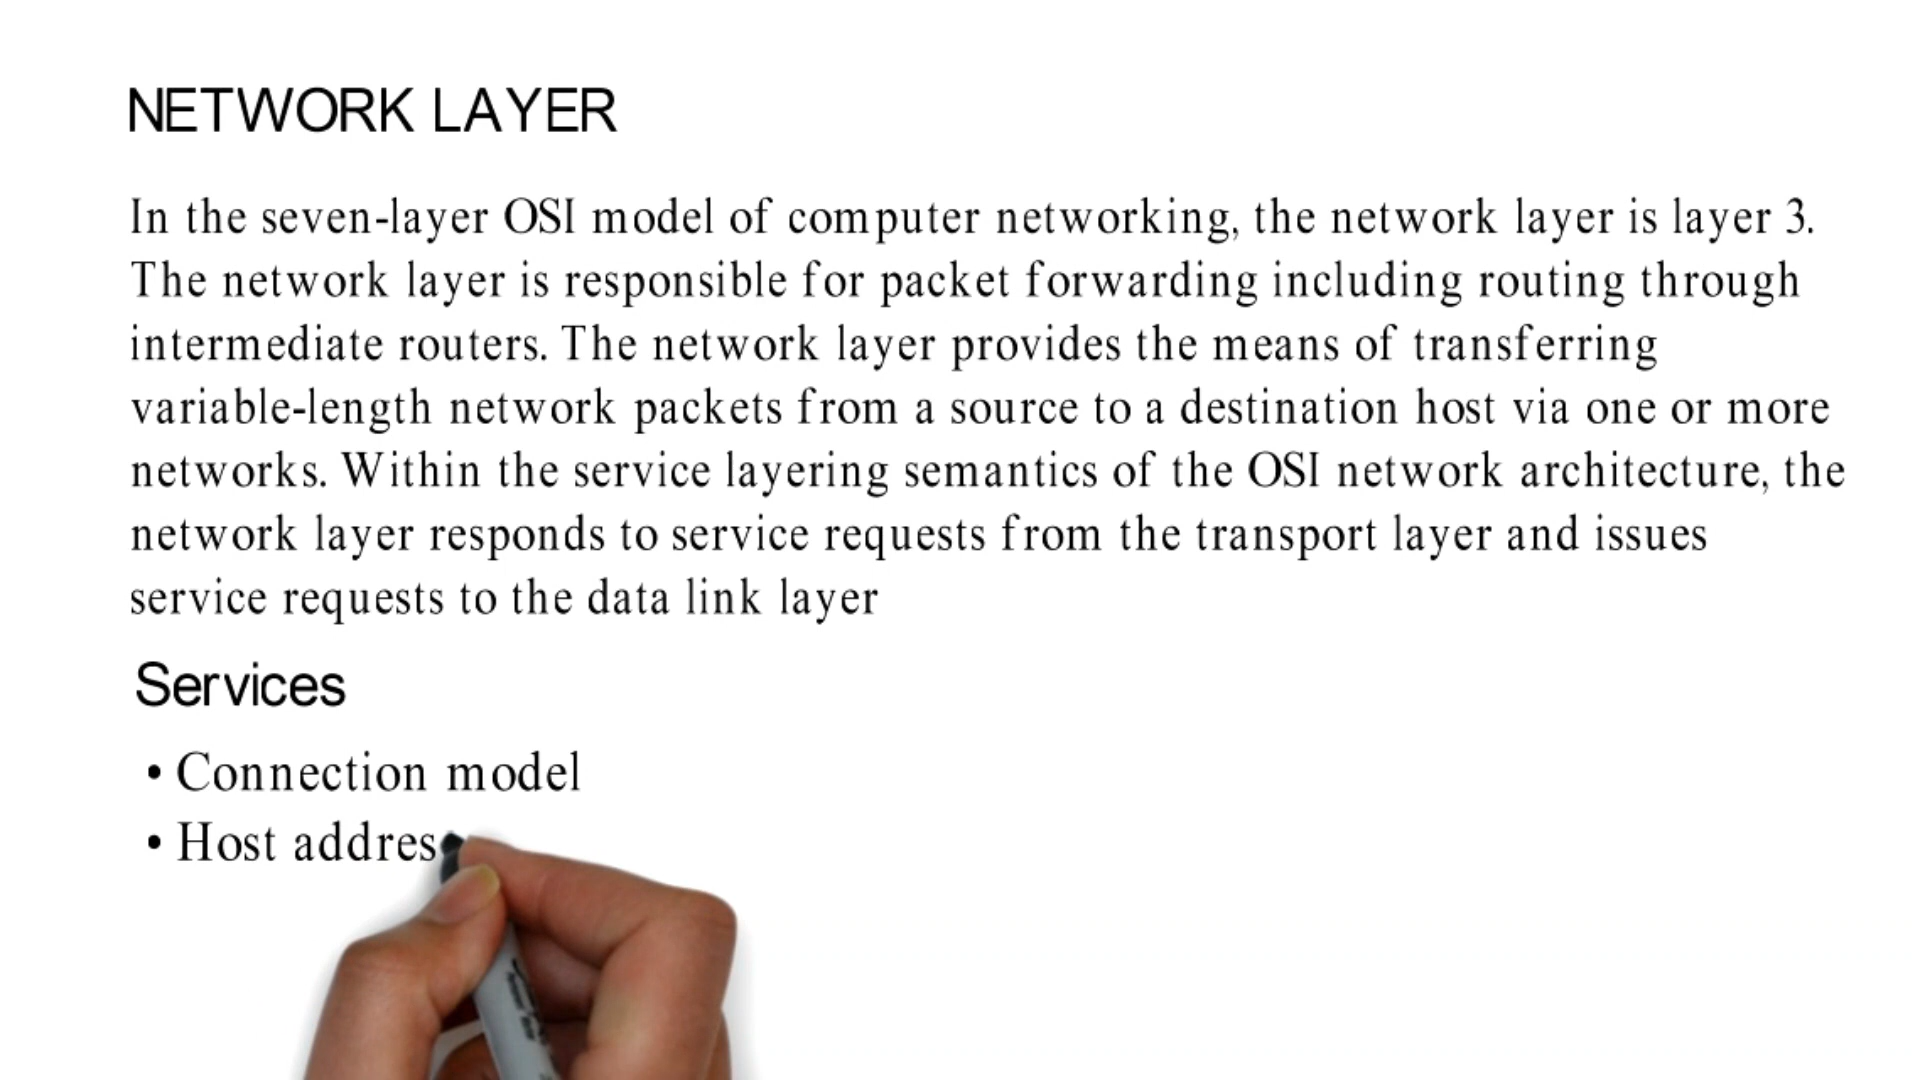 NETWORK LAYER
In the seven-layer OSI model of computer networking, the network layer is layer 3.
The network layer is responsible for packet forwarding including routing through
intermediate routers. The network layer provides the means of transferring
variable-length network packets from a source to a destination host via one or more
networks. Within the service layering semantics of the OSI network architecture, the
network layer responds to service requests from the transport layer and issues
service requests to the data link layer
Services
• Connection model
• Host addres